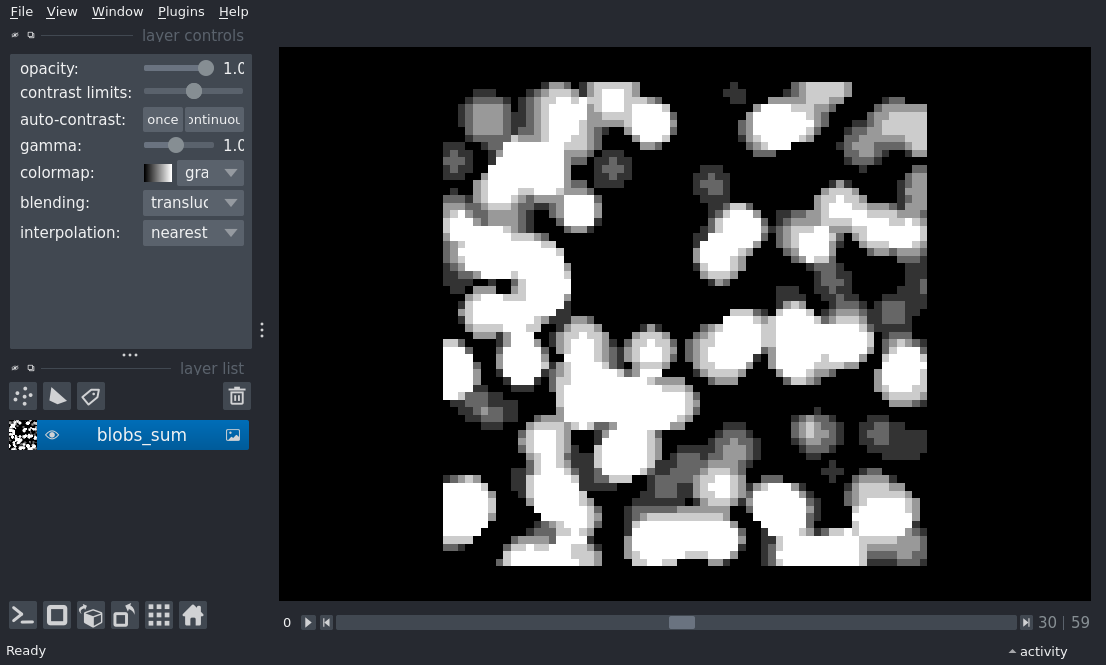 File View Window Plugins Help
layer controls
opacity: 1.0
contrast limits:
auto-contrast: once ontinuou
gamma: 1.0
colormap: gra
blending: transluc
interpolation: nearest
layer list
blobs_sum
0 30 | 59
Ready activity